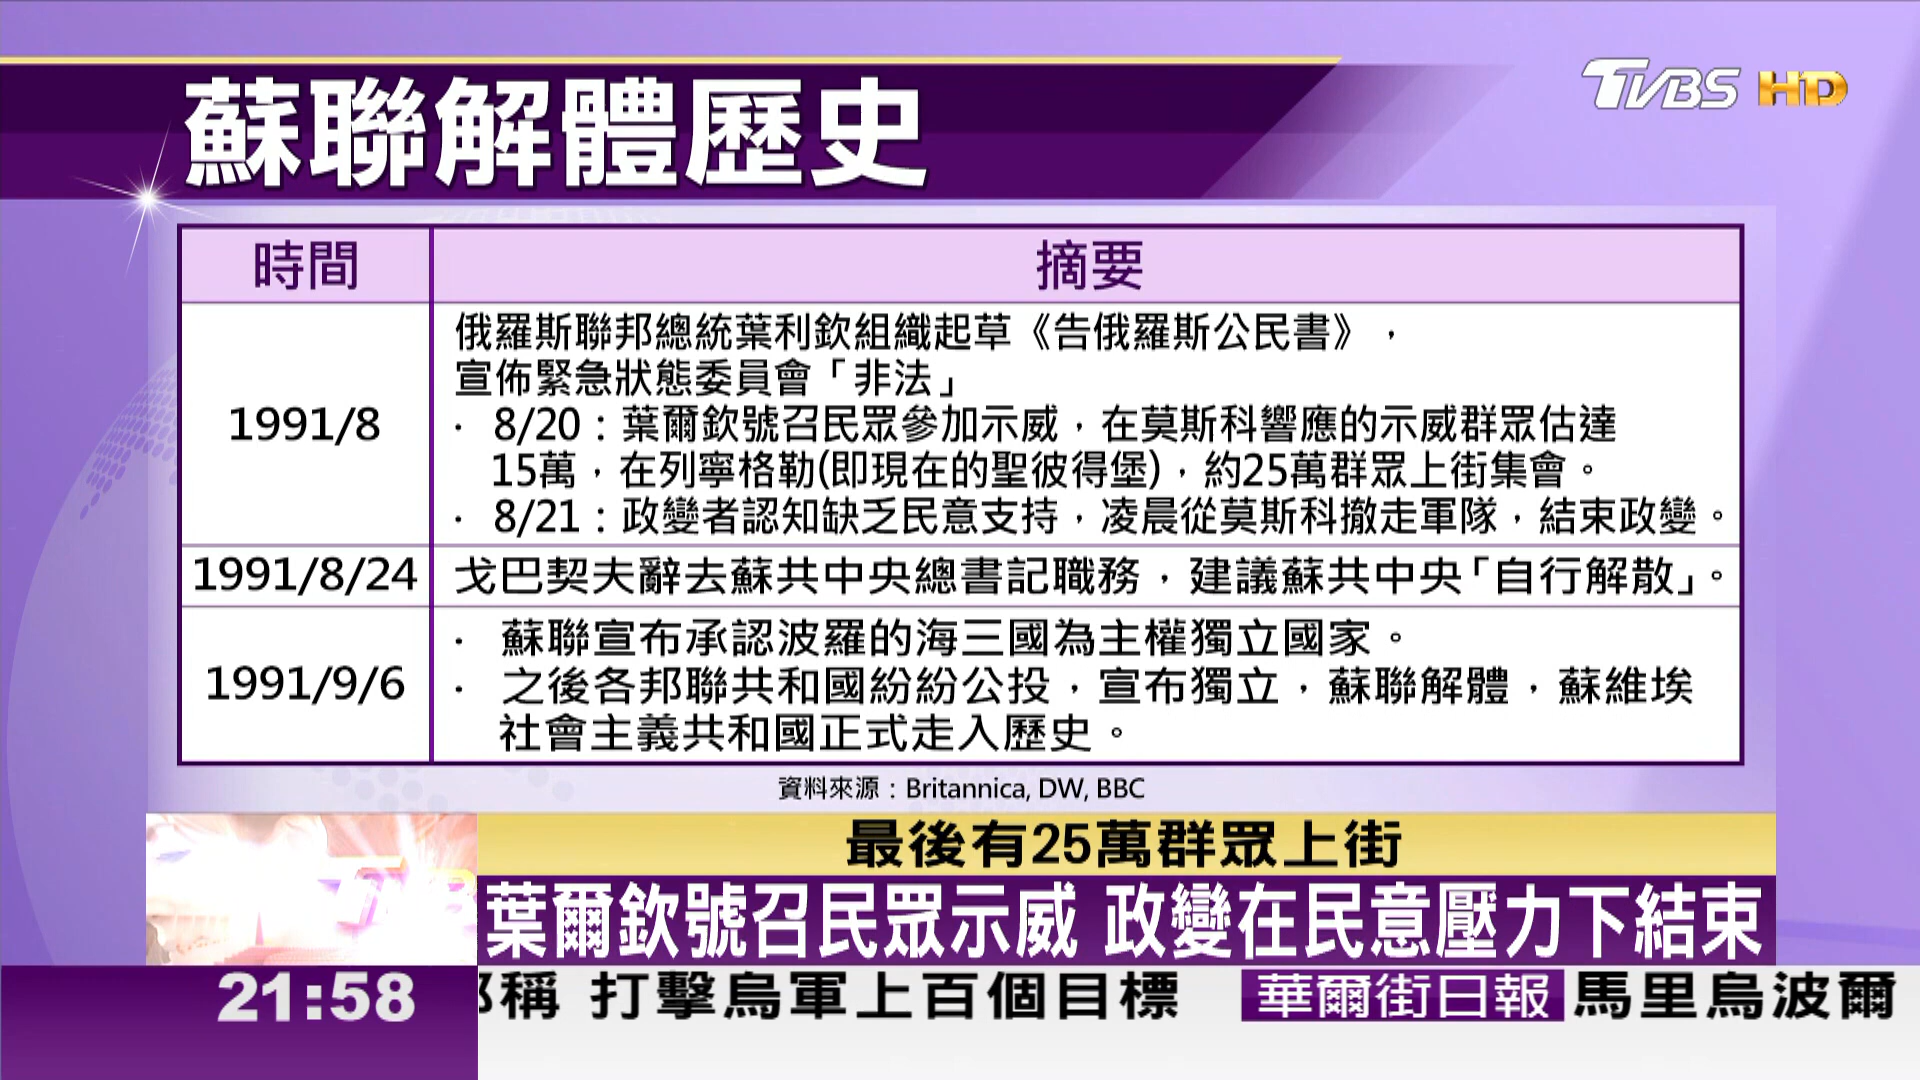 TVBS HD
蘇聯解體歷史
時間
摘要
1991/8
俄羅斯聯邦總統葉利欽組織起草《告俄羅斯公民書》，
宣佈緊急狀態委員會「非法」
· 8/20：葉爾欽號召民眾參加示威，在莫斯科響應的示威群眾估達
15萬，在列寧格勒(即現在的聖彼得堡)，約25萬群眾上街集會。
· 8/21：政變者認知缺乏民意支持，凌晨從莫斯科撤走軍隊，結束政變。
1991/8/24
戈巴契夫辭去蘇共中央總書記職務，建議蘇共中央「自行解散」。
1991/9/6
· 蘇聯宣布承認波羅的海三國為主權獨立國家。
· 之後各邦聯共和國紛紛公投，宣布獨立，蘇聯解體，蘇維埃
社會主義共和國正式走入歷史。
資料來源：Britannica, DW, BBC
最後有25萬群眾上街
葉爾欽號召民眾示威 政變在民意壓力下結束
21:58
稱 打擊烏軍上百個目標 華爾街日報 馬里烏波爾